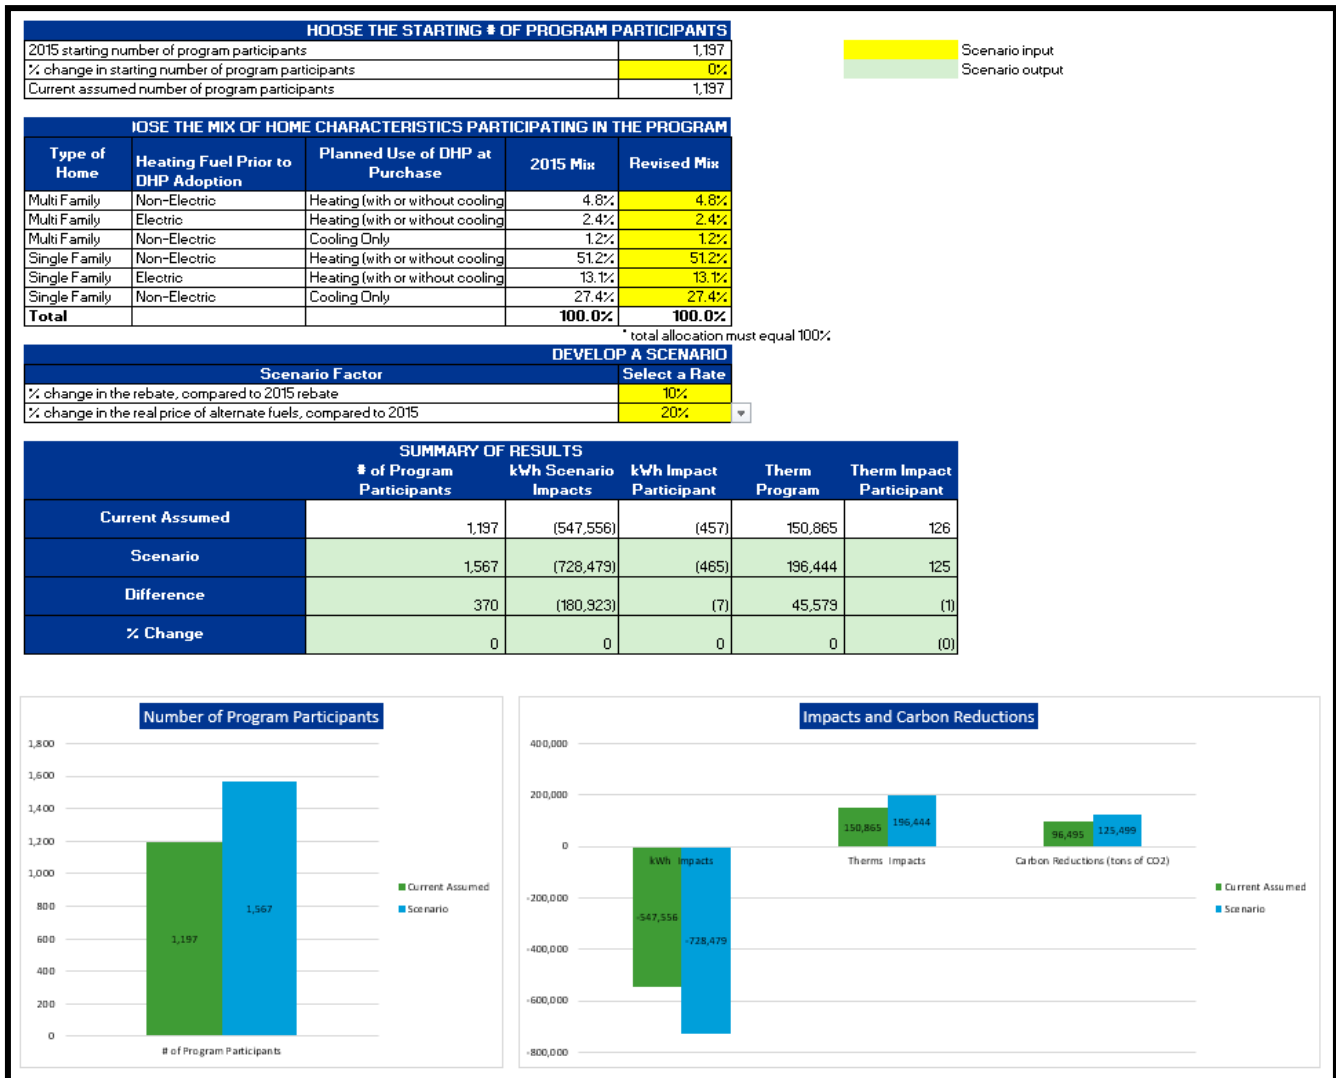 HOOSE THE STARTING # OF PROGRAM PARTICIPANTS
2015 starting number of program participants 1,197
% change in starting number of program participants 0%
Current assumed number of program participants 1,197
Scenario input
Scenario output
OSE THE MIX OF HOME CHARACTERISTICS PARTICIPATING IN THE PROGRAM
Type of Home Heating Fuel Prior to DHP Adoption Planned Use of DHP at Purchase 2015 Mix Revised Mix
Multi Family Non-Electric Heating (with or without cooling 4.8% 4.8%
Multi Family Electric Heating (with or without cooling 2.4% 2.4%
Multi Family Non-Electric Cooling Only 1.2% 1.2%
Single Family Non-Electric Heating (with or without cooling 51.2% 51.2%
Single Family Electric Heating (with or without cooling 13.1% 13.1%
Single Family Non-Electric Cooling Only 27.4% 27.4%
Total 100.0% 100.0%
* total allocation must equal 100%
DEVELOP A SCENARIO
Scenario Factor Select a Rate
% change in the rebate, compared to 2015 rebate 10%
% change in the real price of alternate fuels, compared to 2015 20%
SUMMARY OF RESULTS
# of Program Participants kWh Scenario Impacts kWh Impact Participant Therm Program Therm Impact Participant
Current Assumed 1,197 (547,556) (457) 150,865 126
Scenario 1,567 (728,479) (465) 196,444 125
Difference 370 (180,923) (7) 45,579 (1)
% Change 0 0 0 0 (0)
Number of Program Participants
1,800
1,600
1,400
1,200
1,000
800
600
400
200
0
1,197
1,567
# of Program Participants
Current Assumed
Scenario
Impacts and Carbon Reductions
400,000
200,000
0
-200,000
-400,000
-600,000
-800,000
kWh Impacts
-547,556
-728,479
150,865
196,444
Therms Impacts
96,495
125,499
Carbon Reductions (tons of CO2)
Current Assumed
Scenario